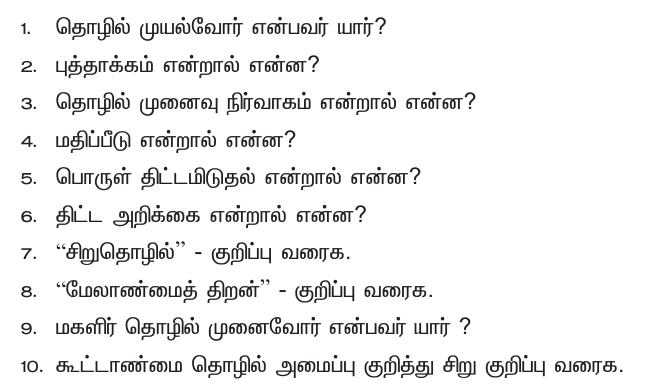 1. தொழில் முயல்வோர் என்பவர் யார்?
2. புத்தாக்கம் என்றால் என்ன?
3. தொழில் முனைவு நிர்வாகம் என்றால் என்ன?
4. மதிப்பீடு என்றால் என்ன?
5. பொருள் திட்டமிடுதல் என்றால் என்ன?
6. திட்ட அறிக்கை என்றால் என்ன?
7. “சிறுதொழில்” - குறிப்பு வரைக.
8. “மேலாண்மைத் திறன்” - குறிப்பு வரைக.
9. மகளிர் தொழில் முனைவோர் என்பவர் யார் ?
10. கூட்டாண்மை தொழில் அமைப்பு குறித்து சிறு குறிப்பு வரைக.